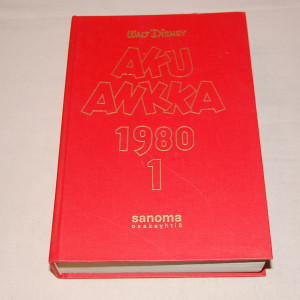 WALT DISNEY
AKU
ANKKA
1980
1
sanoma
osakeyhtiö